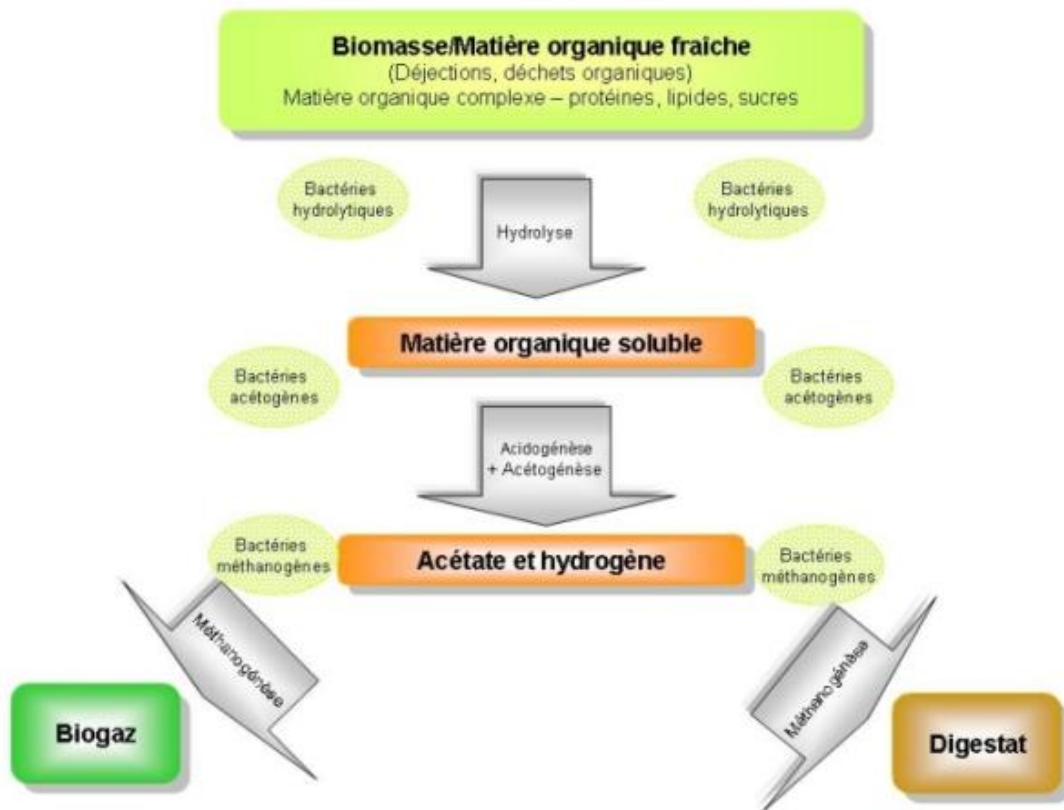 Biomasse/Matière organique fraîche
(Déjections, déchets organiques)
Matière organique complexe – protéines, lipides, sucres
Bactéries
hydrolytiques
Hydrolyse
Bactéries
hydrolytiques
Matière organique soluble
Bactéries
acétogènes
Bactéries
acétogènes
Acidogénèse
+ Acétogénèse
Bactéries
méthanogènes
Acétate et hydrogène
Bactéries
méthanogènes
Méthanogénèse
Méthanogénèse
Biogaz
Digestat